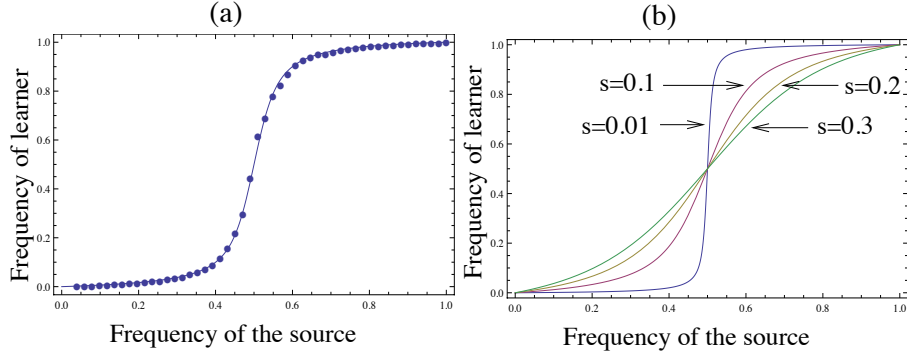 (a)
Frequency of learner
1.0
0.8
0.6
0.4
0.2
0.0
0.0 0.2 0.4 0.6 0.8 1.0
Frequency of the source
(b)
Frequency of learner
1.0
0.8
0.6
0.4
0.2
0.0
s=0.1
s=0.2
s=0.01
s=0.3
0.0 0.2 0.4 0.6 0.8 1.0
Frequency of the source